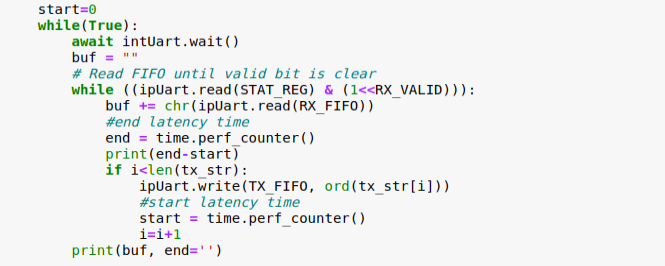 start=0
while(True):
    await intUart.wait()
    buf = ""
    # Read FIFO until valid bit is clear
    while ((ipUart.read(STAT_REG) & (1<<RX_VALID))):
        buf += chr(ipUart.read(RX_FIFO))
        #end latency time
        end = time.perf_counter()
        print(end-start)
        if i<len(tx_str):
            ipUart.write(TX_FIFO, ord(tx_str[i]))
            #start latency time
            start = time.perf_counter()
            i=i+1
    print(buf, end='')